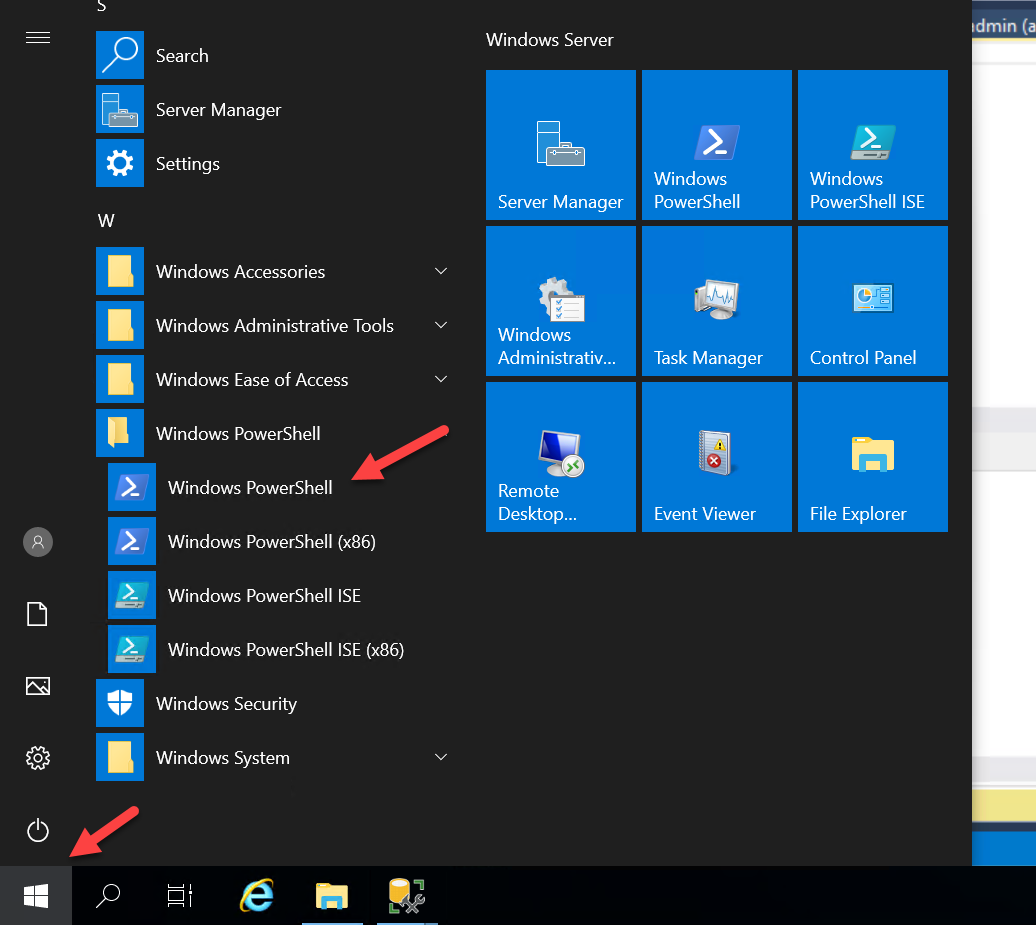 S
Search
Server Manager
Settings
W
Windows Accessories
Windows Administrative Tools
Windows Ease of Access
Windows PowerShell
Windows PowerShell
Windows PowerShell (x86)
Windows PowerShell ISE
Windows PowerShell ISE (x86)
Windows Security
Windows System
Windows Server
Server Manager
Windows
PowerShell
Windows
PowerShell ISE
Windows
Administrativ...
Task Manager
Control Panel
Remote
Desktop...
Event Viewer
File Explorer
admin (a